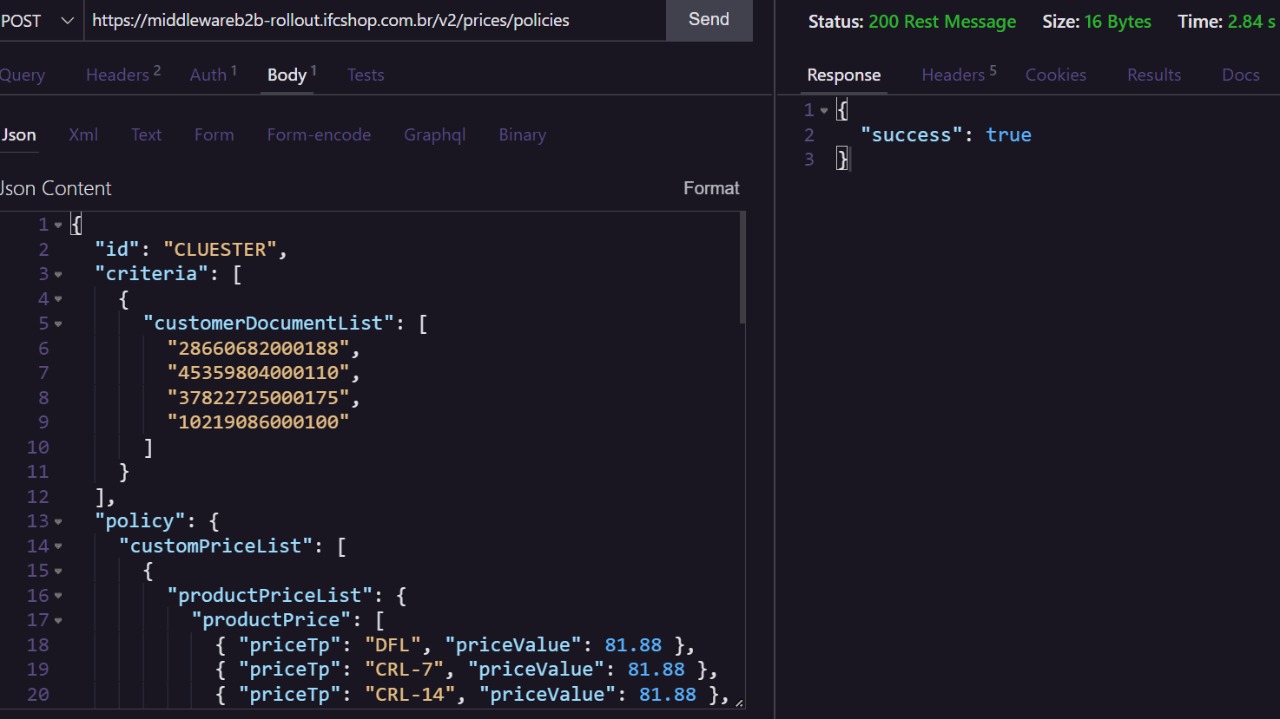 POST https://middlewareb2b-rollout.ifcshop.com.br/v2/prices/policies Send
Query Headers 2 Auth 1 Body 1 Tests
Json Xml Text Form Form-encode Graphql Binary
Json Content Format
1 {
2 "id": "CLUESTER",
3 "criteria": [
4 {
5 "customerDocumentList": [
6 "28660682000188",
7 "45359804000110",
8 "37822725000175",
9 "10219086000100"
10 ]
11 }
12 ],
13 "policy": {
14 "customPriceList": [
15 {
16 "productPriceList": {
17 "productPrice": [
18 { "priceTp": "DFL", "priceValue": 81.88 },
19 { "priceTp": "CRL-7", "priceValue": 81.88 },
20 { "priceTp": "CRL-14", "priceValue": 81.88 },
Status: 200 Rest Message Size: 16 Bytes Time: 2.84 s
Response Headers 5 Cookies Results Docs
1 {
2 "success": true
3 }